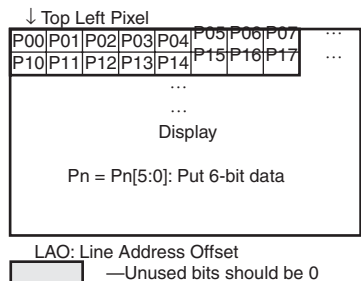 ↓ Top Left Pixel
P00 P01 P02 P03 P04 P05 P06 P07 …
P10 P11 P12 P13 P14 P15 P16 P17 …
…
…
Display
Pn = Pn[5:0]: Put 6-bit data
LAO: Line Address Offset
—Unused bits should be 0